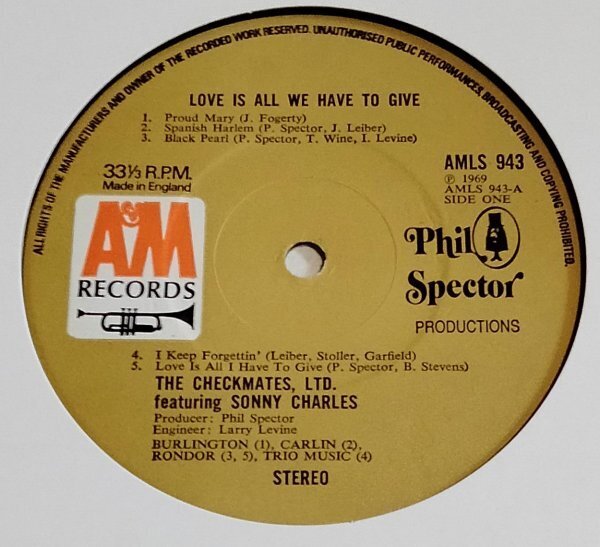 ALL RIGHTS OF THE MANUFACTURERS AND OWNER OF THE RECORDED WORK RESERVED. UNAUTHORISED PUBLIC PERFORMANCES, BROADCASTING AND COPYING PROHIBITED.
LOVE IS ALL WE HAVE TO GIVE
1. Proud Mary (J. Fogerty)
2. Spanish Harlem (P. Spector, J. Leiber)
3. Black Pearl (P. Spector, T. Wine, I. Levine)
33⅓ R.P.M.
Made in England
A&M
RECORDS
AMLS 943
℗ 1969
AMLS 943-A
SIDE ONE
Phil
Spector
PRODUCTIONS
4. I Keep Forgettin' (Leiber, Stoller, Garfield)
5. Love Is All I Have To Give (P. Spector, B. Stevens)
THE CHECKMATES, LTD.
featuring SONNY CHARLES
Producer: Phil Spector
Engineer: Larry Levine
BURLINGTON (1), CARLIN (2),
RONDOR (3, 5), TRIO MUSIC (4)
STEREO